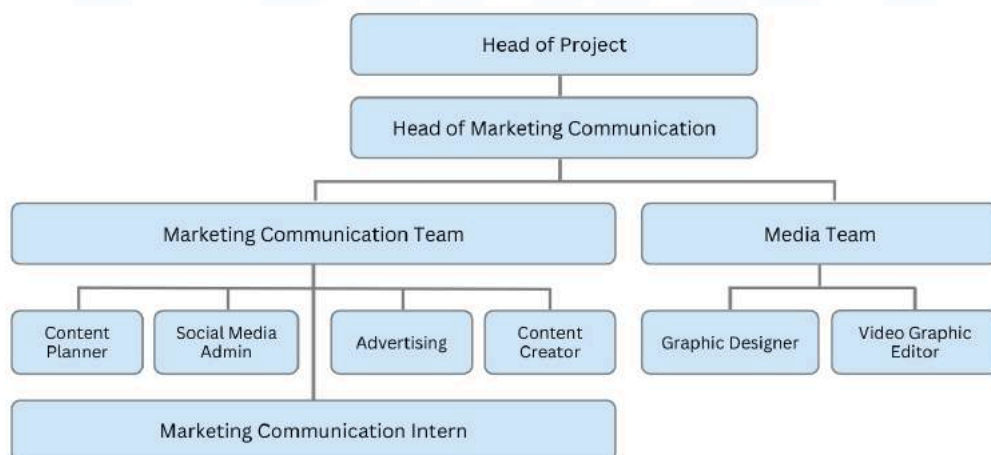 Head of Project
Head of Marketing Communication
Marketing Communication Team
Media Team
Content
Planner
Social Media
Admin
Advertising
Content
Creator
Graphic Designer
Video Graphic
Editor
Marketing Communication Intern